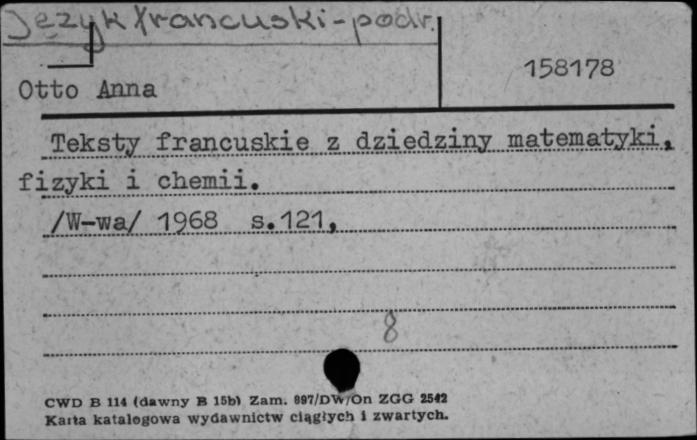 Język francuski-podr.
158178
Otto Anna
Teksty francuskie z dziedziny matematyki,
fizyki i chemii.
/W-wa/ 1968 s.121,
8
CWD B 114 (dawny B 15b) Zam. 897/DW/On ZGG 2542
Karta katalogowa wydawnictw ciągłych i zwartych.